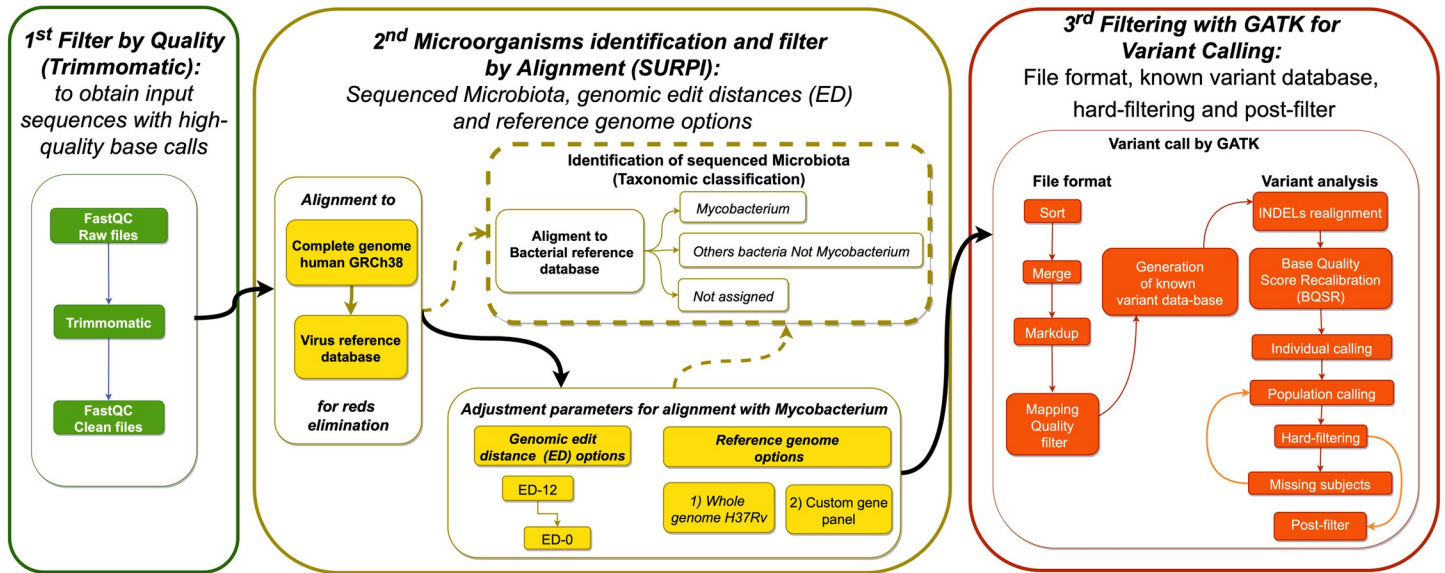 1st Filter by Quality
(Trimmomatic):
to obtain input
sequences with high-
quality base calls
FastQC
Raw files
Trimmomatic
FastQC
Clean files
2nd Microorganisms identification and filter
by Alignment (SURPI):
Sequenced Microbiota, genomic edit distances (ED)
and reference genome options
Alignment to
Complete genome
human GRCh38
Virus reference
database
for reds
elimination
Identification of sequenced Microbiota
(Taxonomic classification)
Aligment to
Bacterial reference
database
Mycobacterium
Others bacteria Not Mycobacterium
Not assigned
Adjustment parameters for alignment with Mycobacterium
Genomic edit
distance (ED) options
ED-12
ED-0
Reference genome
options
1) Whole
genome H37Rv
2) Custom gene
panel
3rd Filtering with GATK for
Variant Calling:
File format, known variant database,
hard-filtering and post-filter
Variant call by GATK
File format
Sort
Merge
Markdup
Mapping
Quality
filter
Generation
of known
variant data-base
Variant analysis
INDELs realignment
Base Quality
Score Recalibration
(BQSR)
Individual calling
Population calling
Hard-filtering
Missing subjects
Post-filter